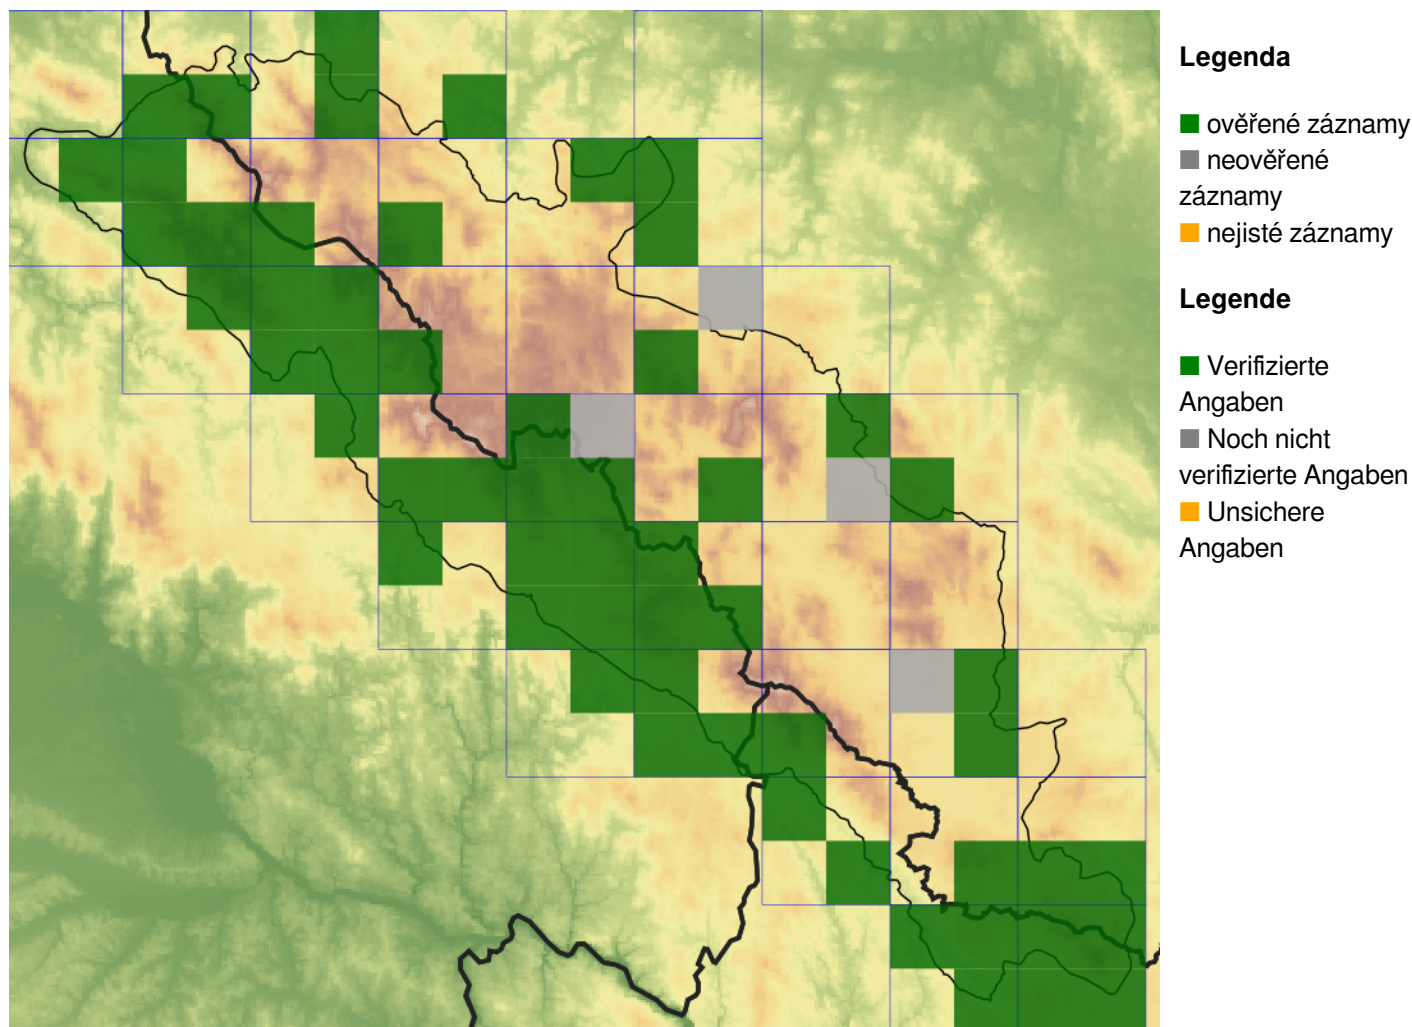 Legenda
ověřené záznamy
neověřené
záznamy
nejisté záznamy
Legende
Verifizierte
Angaben
Noch nicht
verifizierte Angaben
Unsichere
Angaben